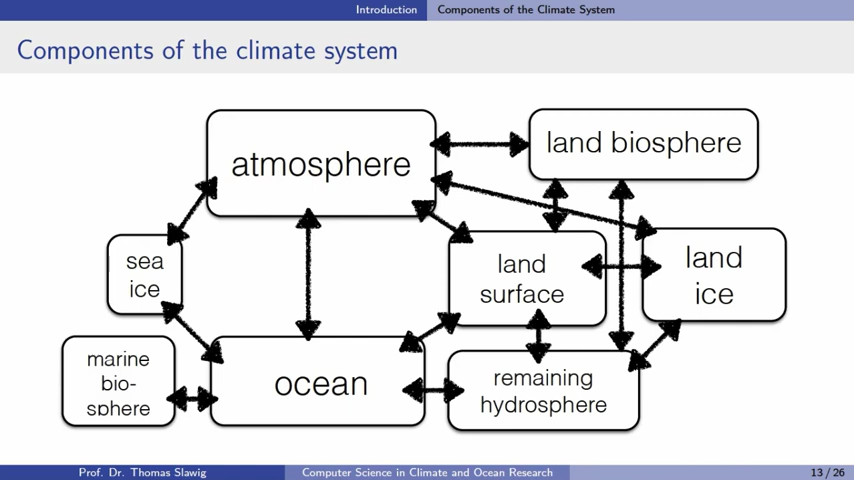 Introduction Components of the Climate System
Components of the climate system
atmosphere
land biosphere
sea
ice
land
surface
land
ice
marine
bio-
sphere
ocean
remaining
hydrosphere
Prof. Dr. Thomas Slawig Computer Science in Climate and Ocean Research 13 / 26